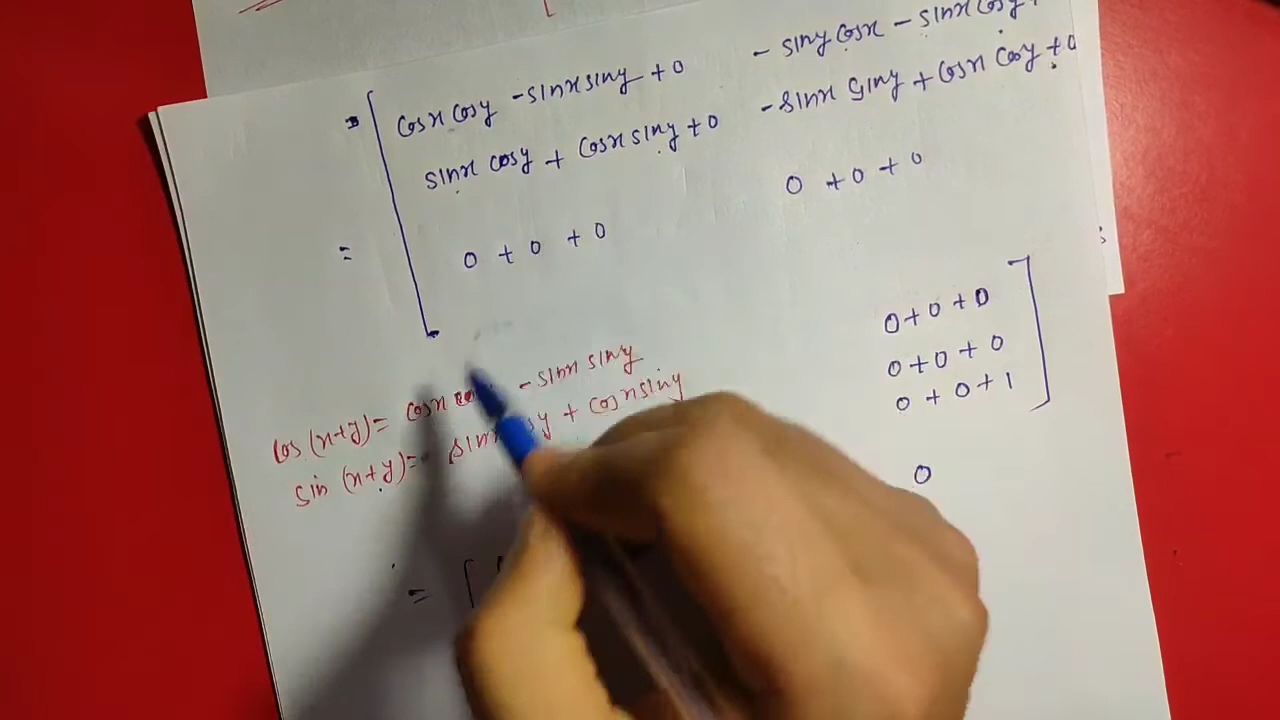 = [ cosx cosy - sinx siny + 0   - siny cosx - sinx cosy +
sinx cosy + cosx siny + 0   - sinx siny + cosx cosy + 0
0 + 0 + 0
= 0 + 0 + 0
0 + 0 + 0 ]
0 + 0 + 0
0 + 0 + 1
cos (x+y) = cosx - sinx siny
sin (x+y) = + cosx siny
0
= [